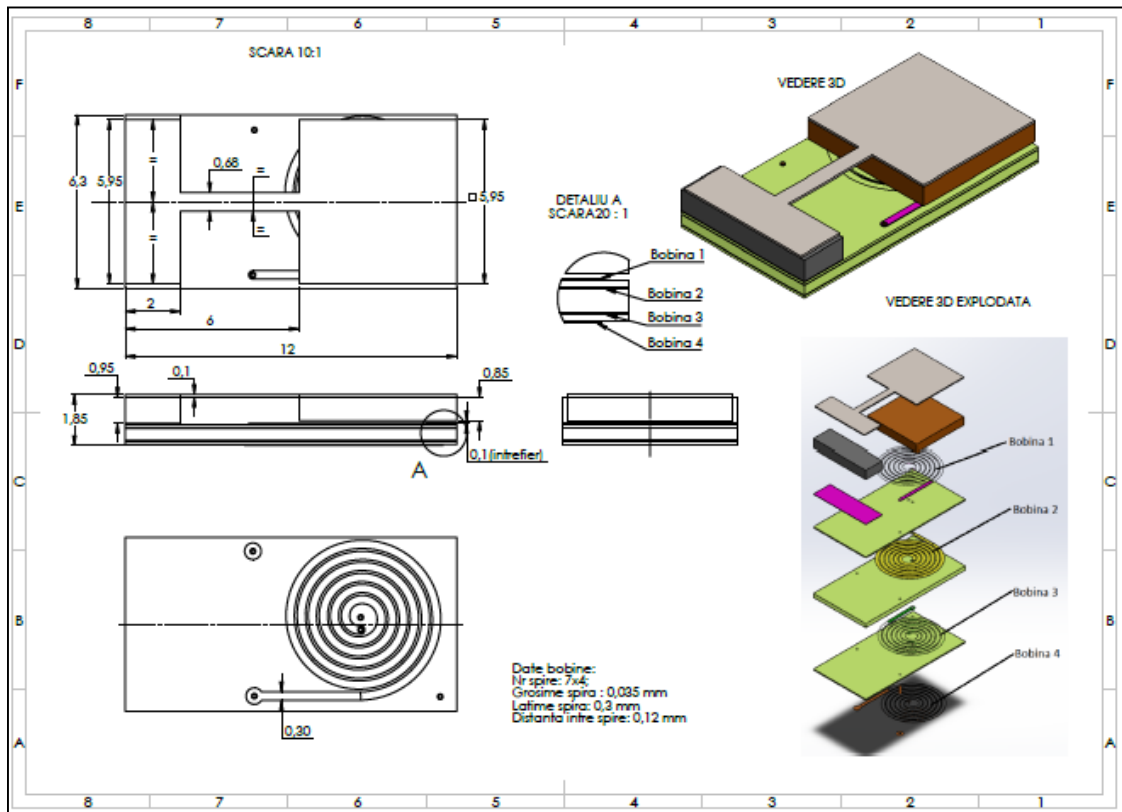 8 7 6 5 4 3 2 1
F
E
D
C
B
A
SCARA 10:1
6,3
5,95
=
=
0,68
=
=
□5,95
2
6
12
DETALIU A
SCARA20 : 1
Bobina 1
Bobina 2
Bobina 3
Bobina 4
VEDERE 3D
0,95
0,1
0,85
1,85
0,1(intrefier)
A
VEDERE 3D EXPLODATA
Bobina 1
Bobina 2
Bobina 3
Bobina 4
0,30
Date bobine:
Nr spire: 7x4;
Grosime spira : 0,035 mm
Latime spira: 0,3 mm
Distanta intre spire: 0,12 mm
F
E
D
C
B
A
8 7 6 5 4 3 2 1